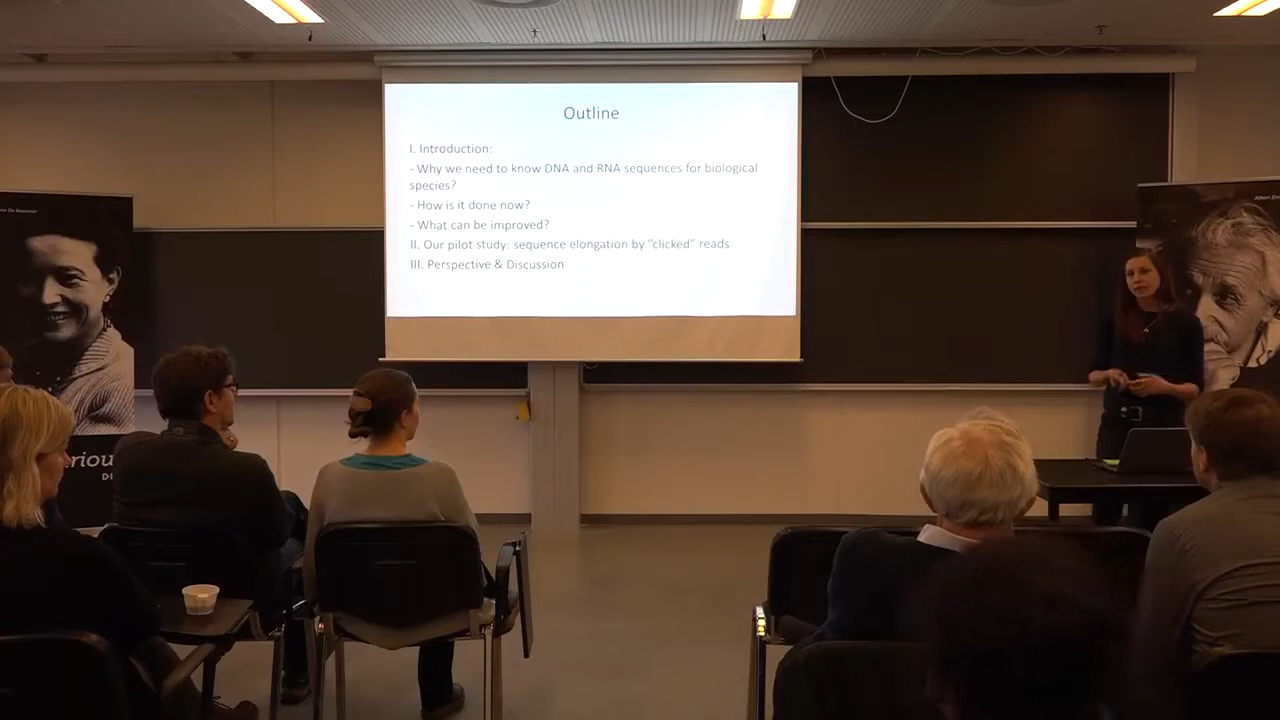 Outline
I. Introduction:
- Why we need to know DNA and RNA sequences for biological
species?
- How is it done now?
- What can be improved?
II. Our pilot study: sequence elongation by "clicked" reads
III. Perspective & Discussion
Albert